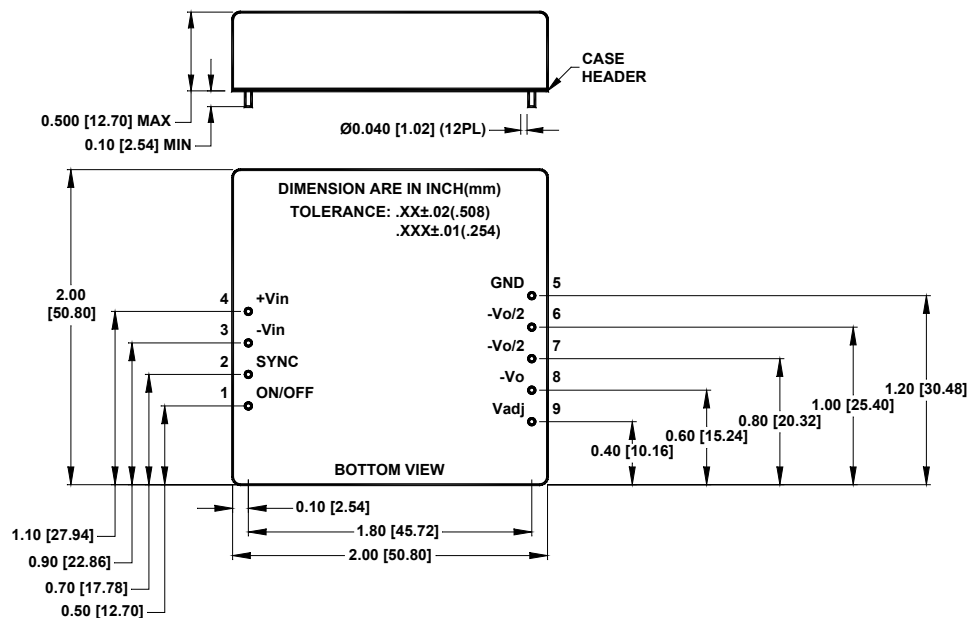 CASE
HEADER
0.500 [12.70] MAX
0.10 [2.54] MIN
Ø0.040 [1.02] (12PL)
DIMENSION ARE IN INCH(mm)
TOLERANCE: .XX±.02(.508)
.XXX±.01(.254)
2.00
[50.80]
4 +Vin
3 -Vin
2 SYNC
1 ON/OFF
GND 5
-Vo/2 6
-Vo/2 7
-Vo 8
Vadj 9
1.20 [30.48]
1.00 [25.40]
0.80 [20.32]
0.60 [15.24]
0.40 [10.16]
BOTTOM VIEW
0.10 [2.54]
1.80 [45.72]
2.00 [50.80]
1.10 [27.94]
0.90 [22.86]
0.70 [17.78]
0.50 [12.70]